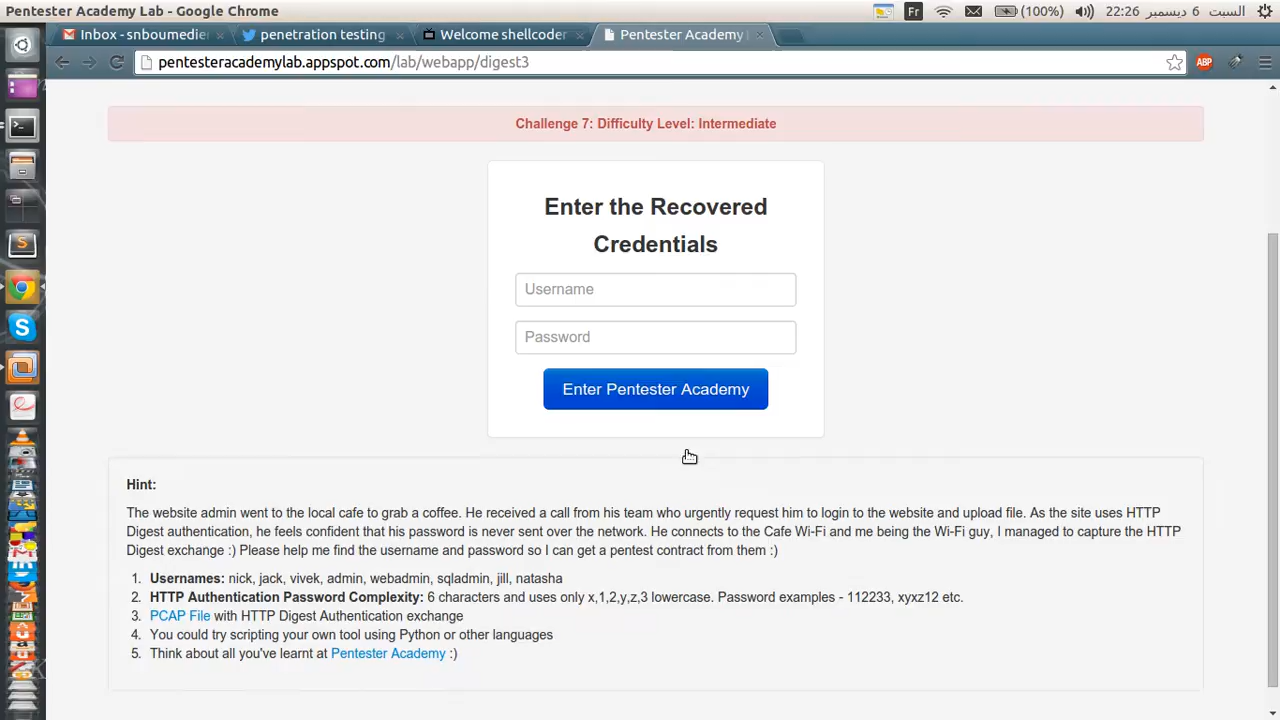 Pentester Academy Lab - Google Chrome
Fr
(100%)
السبت 6 ديسمبر 22:26
Inbox - snboumedie
penetration testing
Welcome shellcoder
Pentester Academy
pentesteracademylab.appspot.com/lab/webapp/digest3
ABP
Challenge 7: Difficulty Level: Intermediate
Enter the Recovered
Credentials
Username
Password
Enter Pentester Academy
Hint:
The website admin went to the local cafe to grab a coffee. He received a call from his team who urgently request him to login to the website and upload file. As the site uses HTTP
Digest authentication, he feels confident that his password is never sent over the network. He connects to the Cafe Wi-Fi and me being the Wi-Fi guy, I managed to capture the HTTP
Digest exchange :) Please help me find the username and password so I can get a pentest contract from them :)
1. Usernames: nick, jack, vivek, admin, webadmin, sqladmin, jill, natasha
2. HTTP Authentication Password Complexity: 6 characters and uses only x,1,2,y,z,3 lowercase. Password examples - 112233, xyxz12 etc.
3. PCAP File with HTTP Digest Authentication exchange
4. You could try scripting your own tool using Python or other languages
5. Think about all you've learnt at Pentester Academy :)